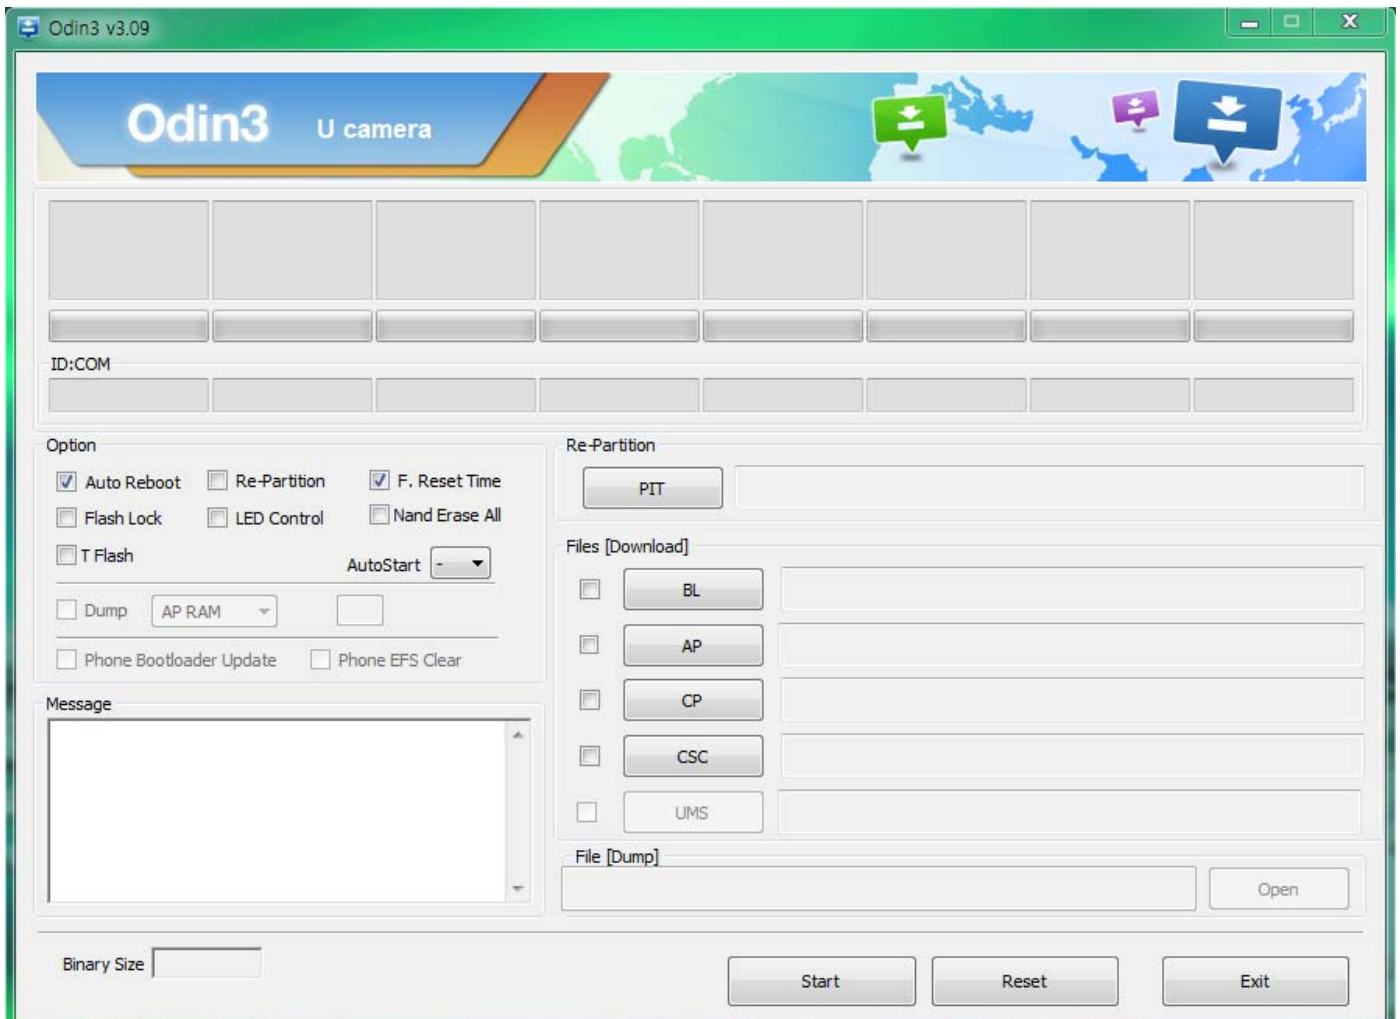 Odin3 v3.09
Odin3 U camera
ID:COM
Option
Auto Reboot Re-Partition F. Reset Time
Flash Lock LED Control Nand Erase All
T Flash AutoStart -
Dump AP RAM
Phone Bootloader Update Phone EFS Clear
Message
Re-Partition
PIT
Files [Download]
BL
AP
CP
CSC
UMS
File [Dump]
Open
Binary Size
Start Reset Exit